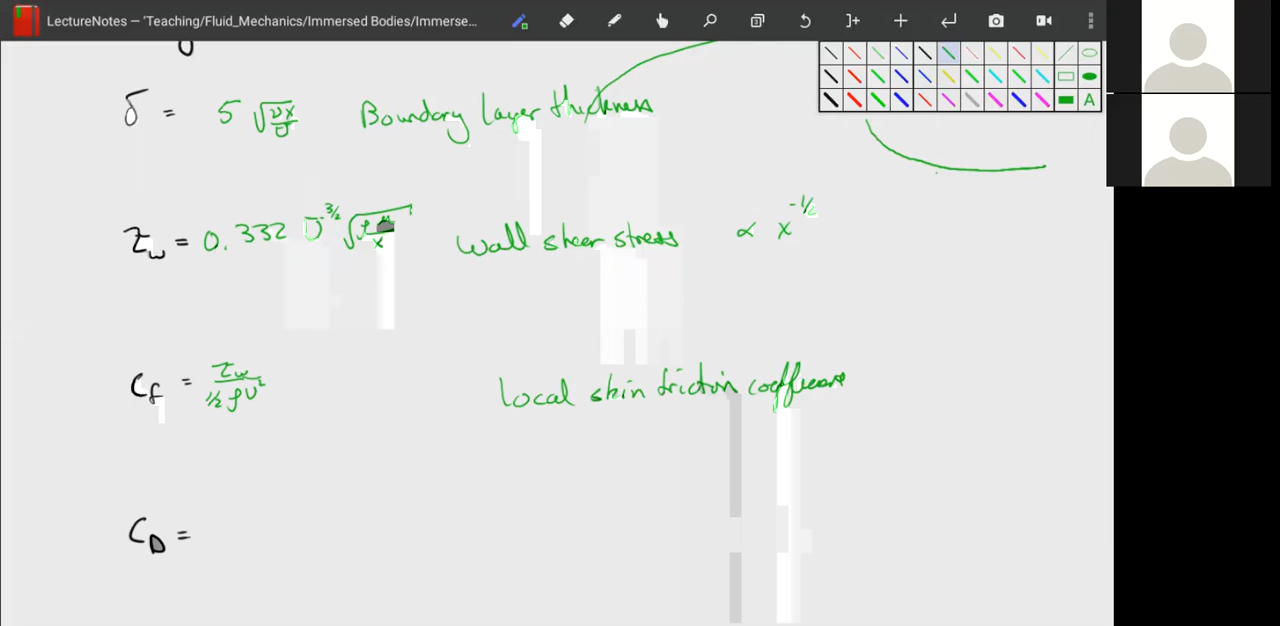 LectureNotes — 'Teaching/Fluid_Mechanics/Immersed Bodies/Immerse...
δ = 5 √(νx/U) Boundary layer thickness
τw = 0.332 U^3/2 √(ρμ/x) wall sheer stress ∝ x^-1/2
Cf = τw / ½ρU² Local skin friction coefficient
CD =
A